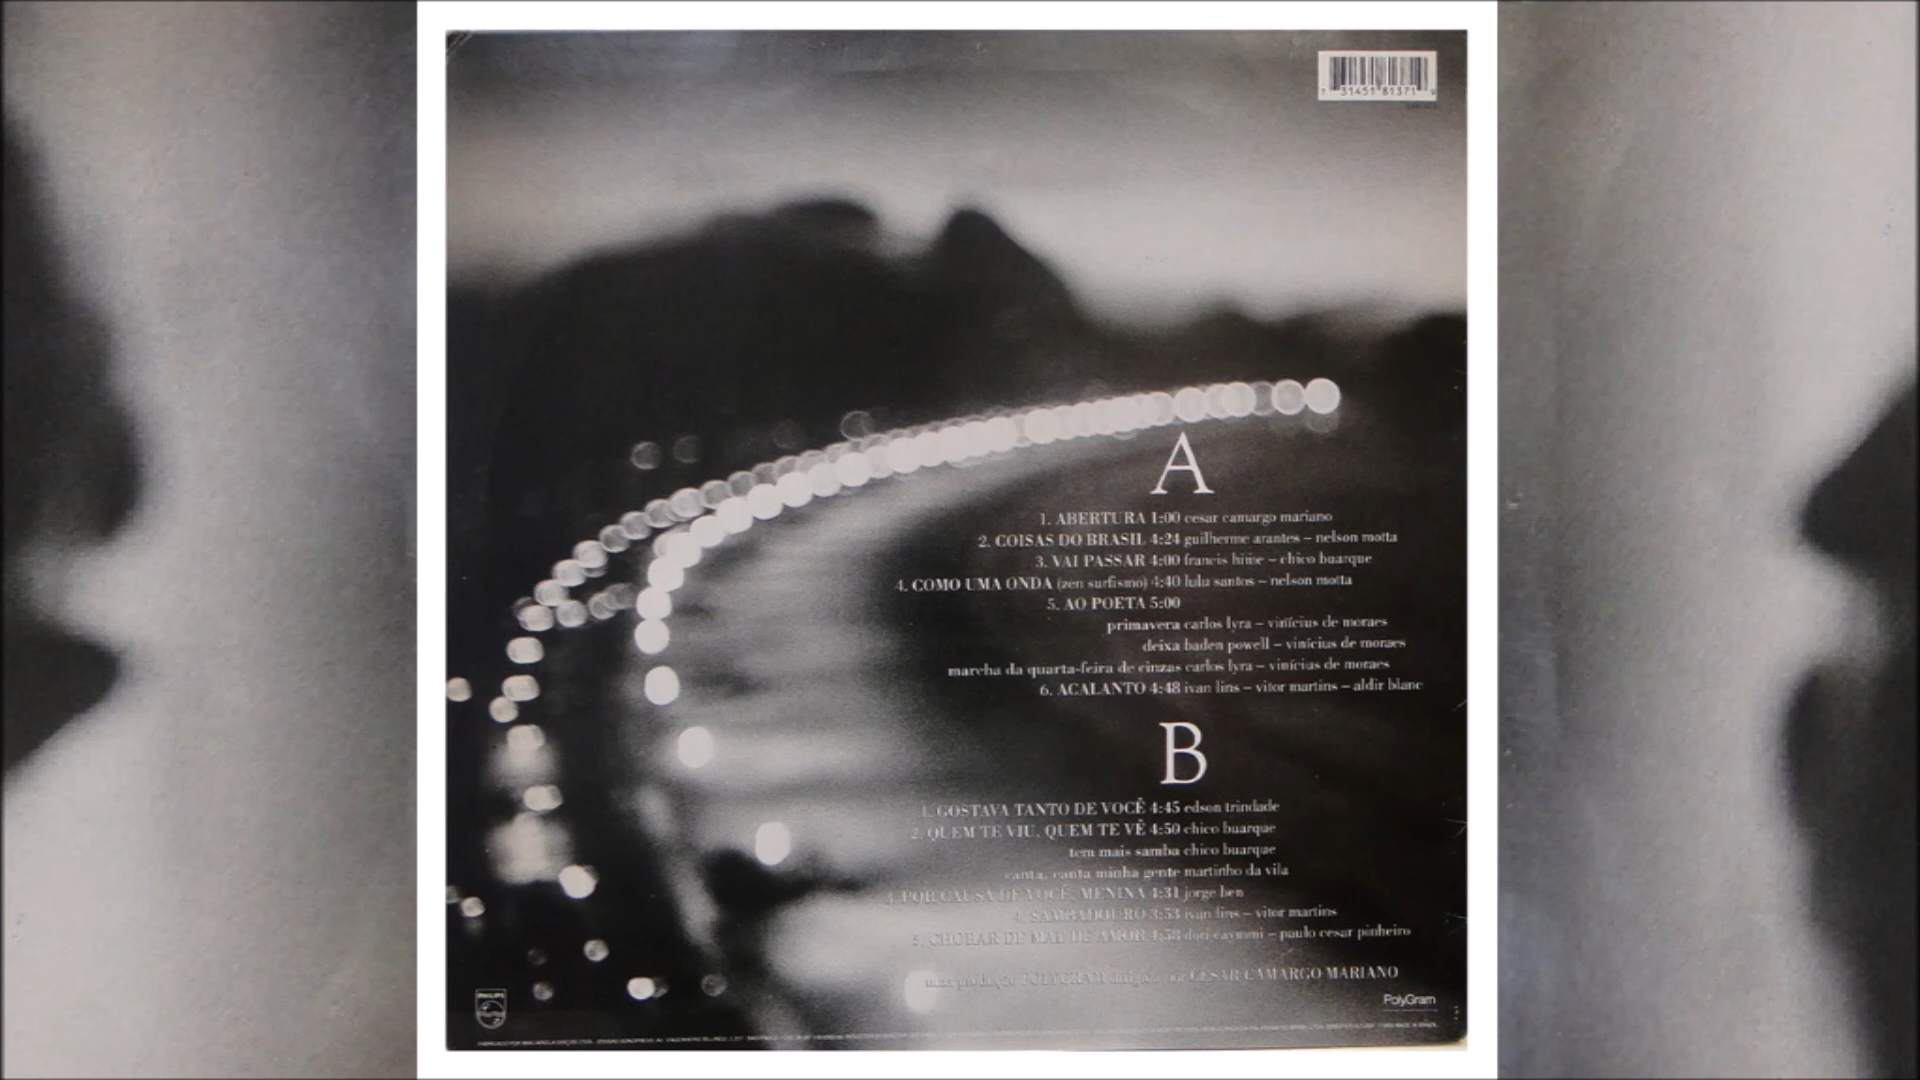 7 31451 81371 9
A
1. ABERTURA 1:00 cesar camargo mariano
2. COISAS DO BRASIL 4:24 guilherme arantes – nelson motta
3. VAI PASSAR 4:00 francis hime – chico buarque
4. COMO UMA ONDA (zen surfismo) 4:40 lulu santos – nelson motta
5. AO POETA 5:00
primavera carlos lyra – vinícius de moraes
deixa baden powell – vinícius de moraes
marcha da quarta-feira de cinzas carlos lyra – vinícius de moraes
6. ACALANTO 4:48 ivan lins – vitor martins – aldir blanc
B
1. GOSTAVA TANTO DE VOCÊ 4:45 edson trindade
2. QUEM TE VIU, QUEM TE VÊ 4:50 chico buarque
tem mais samba chico buarque
canta, canta minha gente martinho da vila
3. POR CAUSA DE VOCÊ, MENINA 4:31 jorge ben
4. SAMBADOURO 3:53 ivan lins – vitor martins
5. CHORAR DE MAL DE AMOR 4:58 dori caymmi – paulo cesar pinheiro
uma produção POLYGRAM dirigida por CESAR CAMARGO MARIANO
PHILIPS
PolyGram